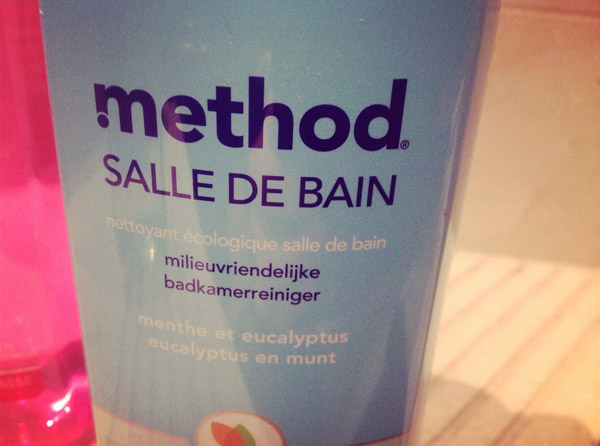 method®
SALLE DE BAIN
nettoyant écologique salle de bain
milieuvriendelijke
badkamerreiniger
menthe et eucalyptus
eucalyptus en munt